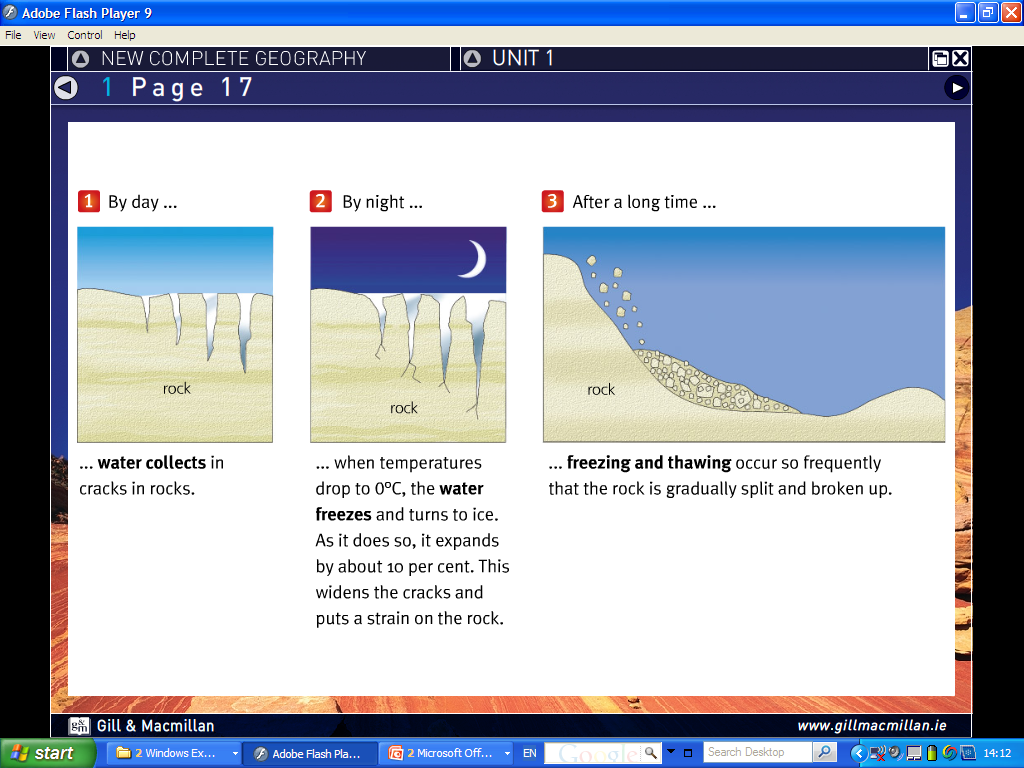 Adobe Flash Player 9
File View Control Help
NEW COMPLETE GEOGRAPHY
UNIT 1
1 Page 17
1 By day ...
rock
... water collects in
cracks in rocks.
2 By night ...
rock
... when temperatures
drop to 0°C, the water
freezes and turns to ice.
As it does so, it expands
by about 10 per cent. This
widens the cracks and
puts a strain on the rock.
3 After a long time ...
rock
... freezing and thawing occur so frequently
that the rock is gradually split and broken up.
g&m Gill & Macmillan
www.gillmacmillan.ie
start
2 Windows Ex...
Adobe Flash Pla...
2 Microsoft Off...
EN
Google
Search Desktop
14:12